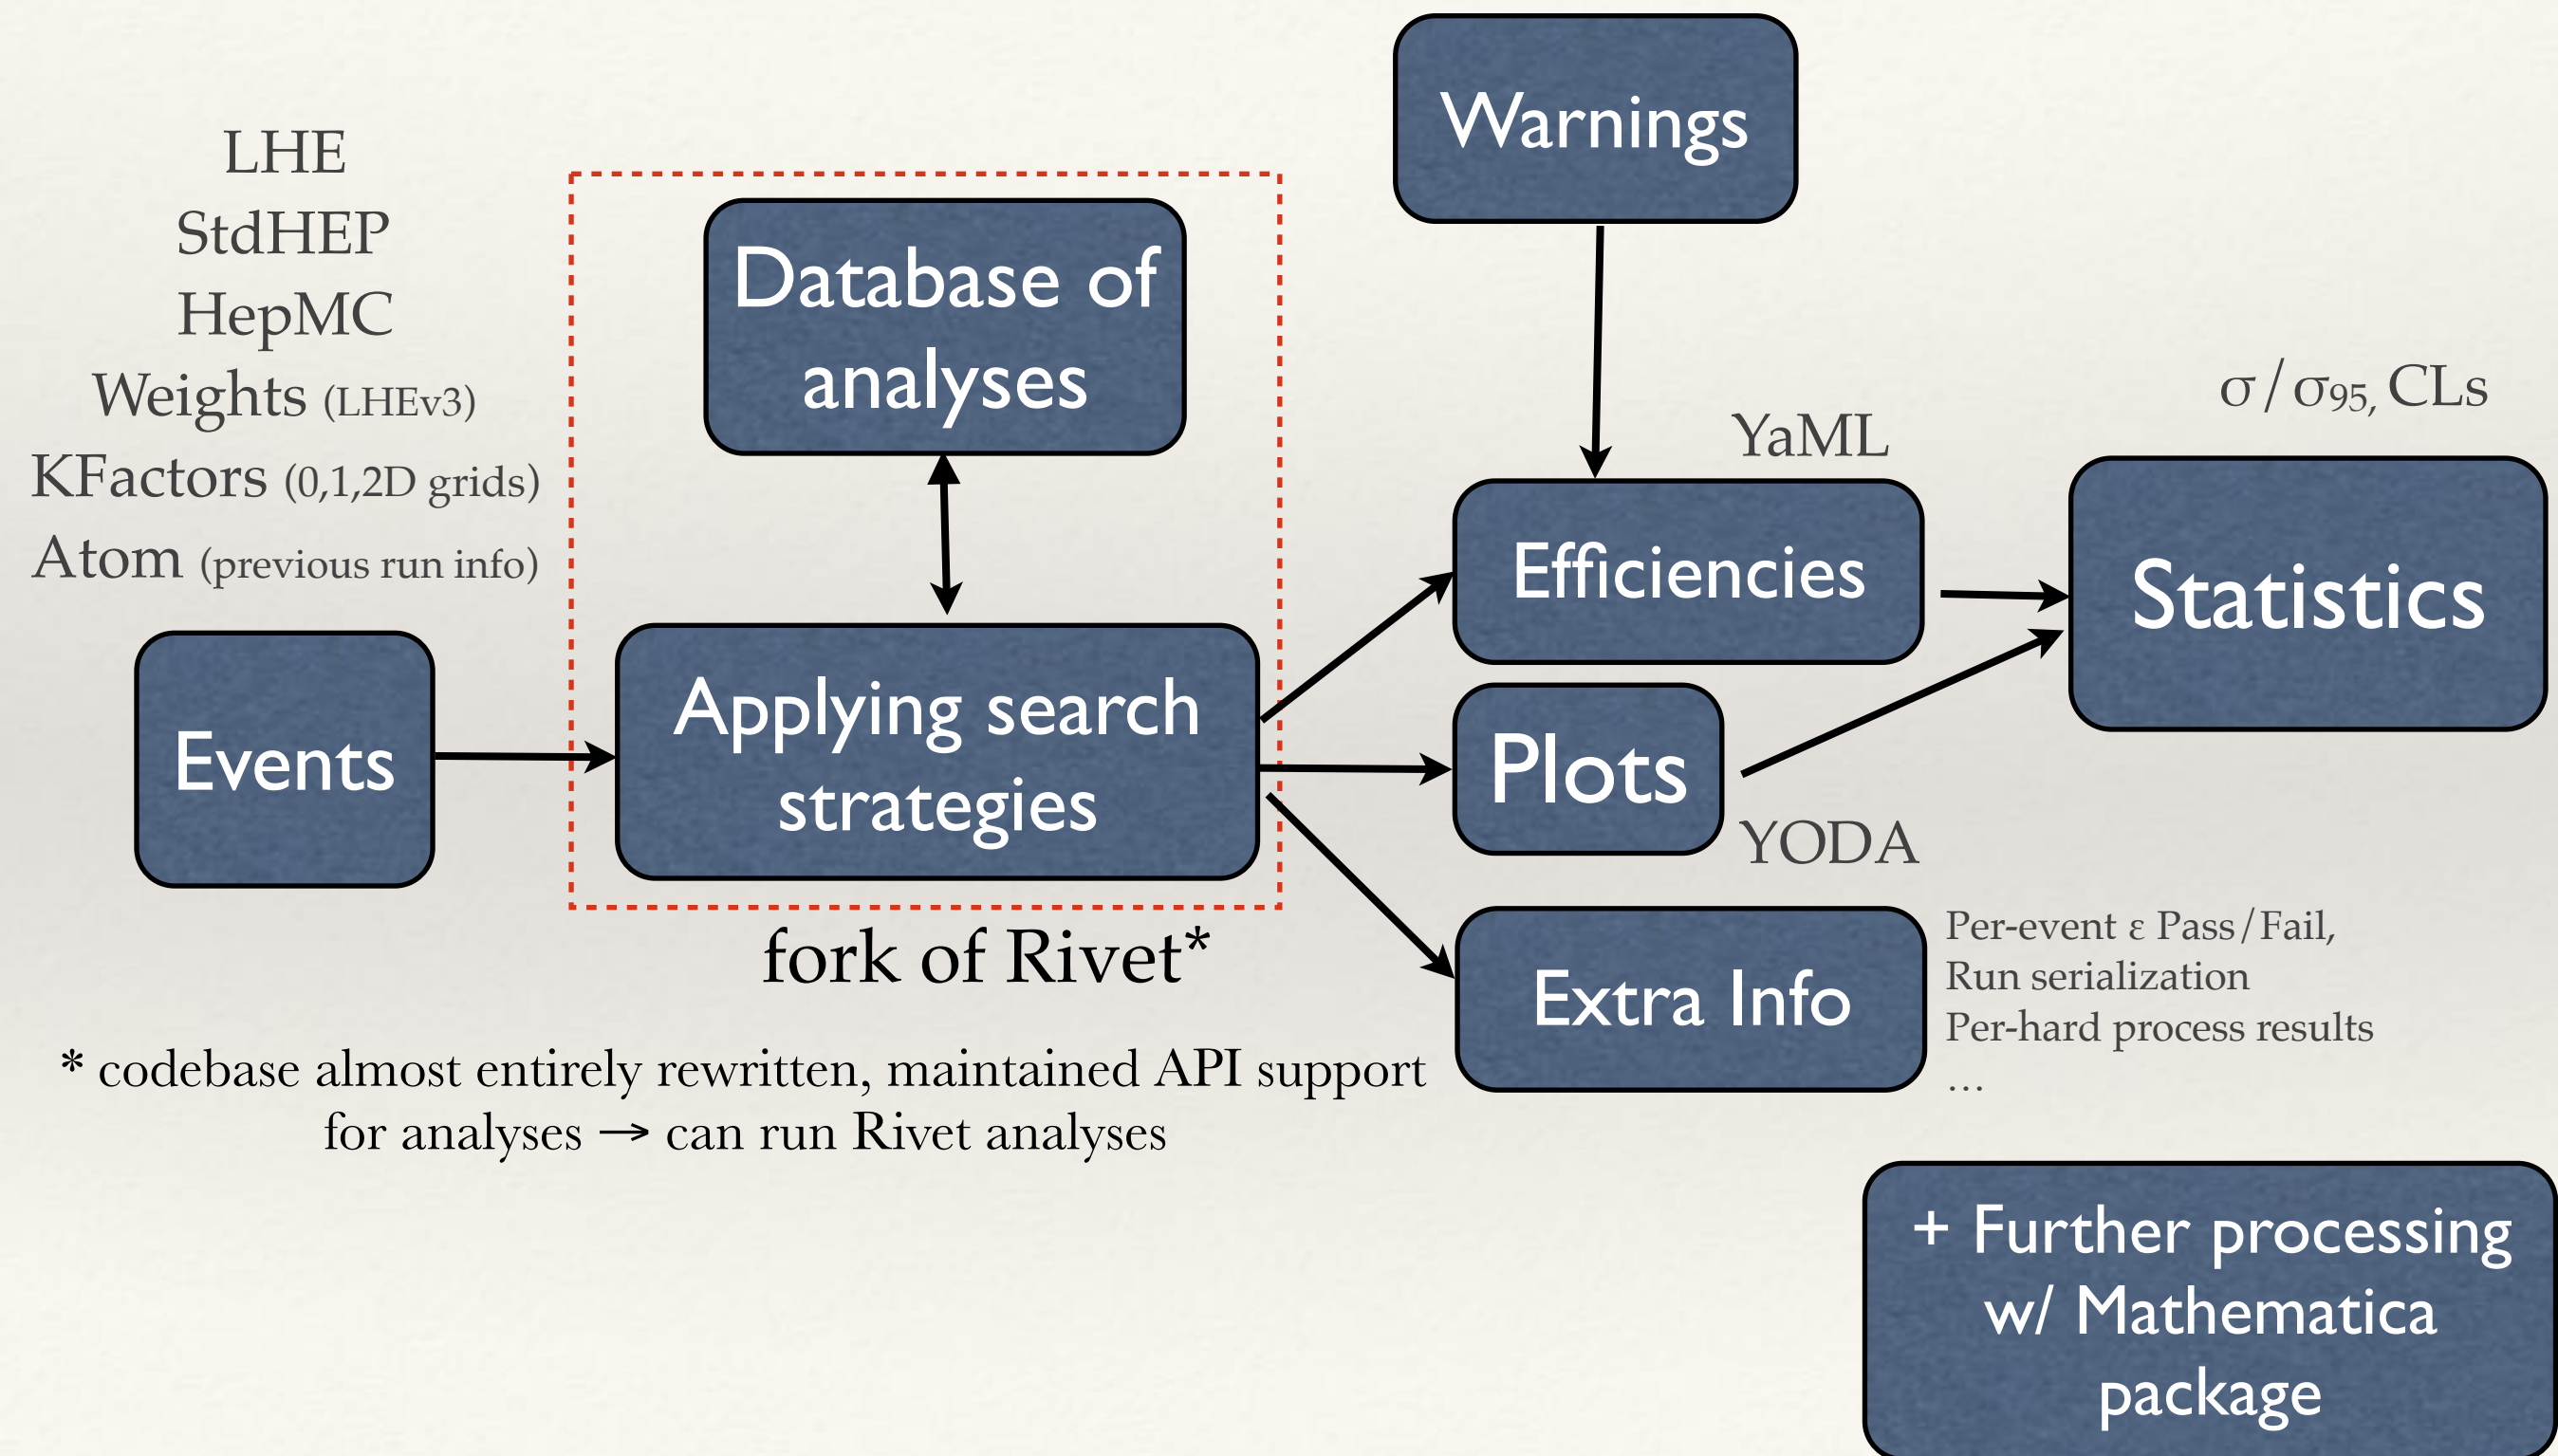 Warnings
LHE
StdHEP
HepMC
Weights (LHEv3)
KFactors (0,1,2D grids)
Atom (previous run info)
Database of
analyses
YaML
σ/σ95, CLs
Efficiencies
Statistics
Events
Applying search
strategies
Plots
YODA
fork of Rivet*
Extra Info
Per-event ε Pass/Fail,
Run serialization
Per-hard process results
…
* codebase almost entirely rewritten, maintained API support
for analyses → can run Rivet analyses
+ Further processing
w/ Mathematica
package